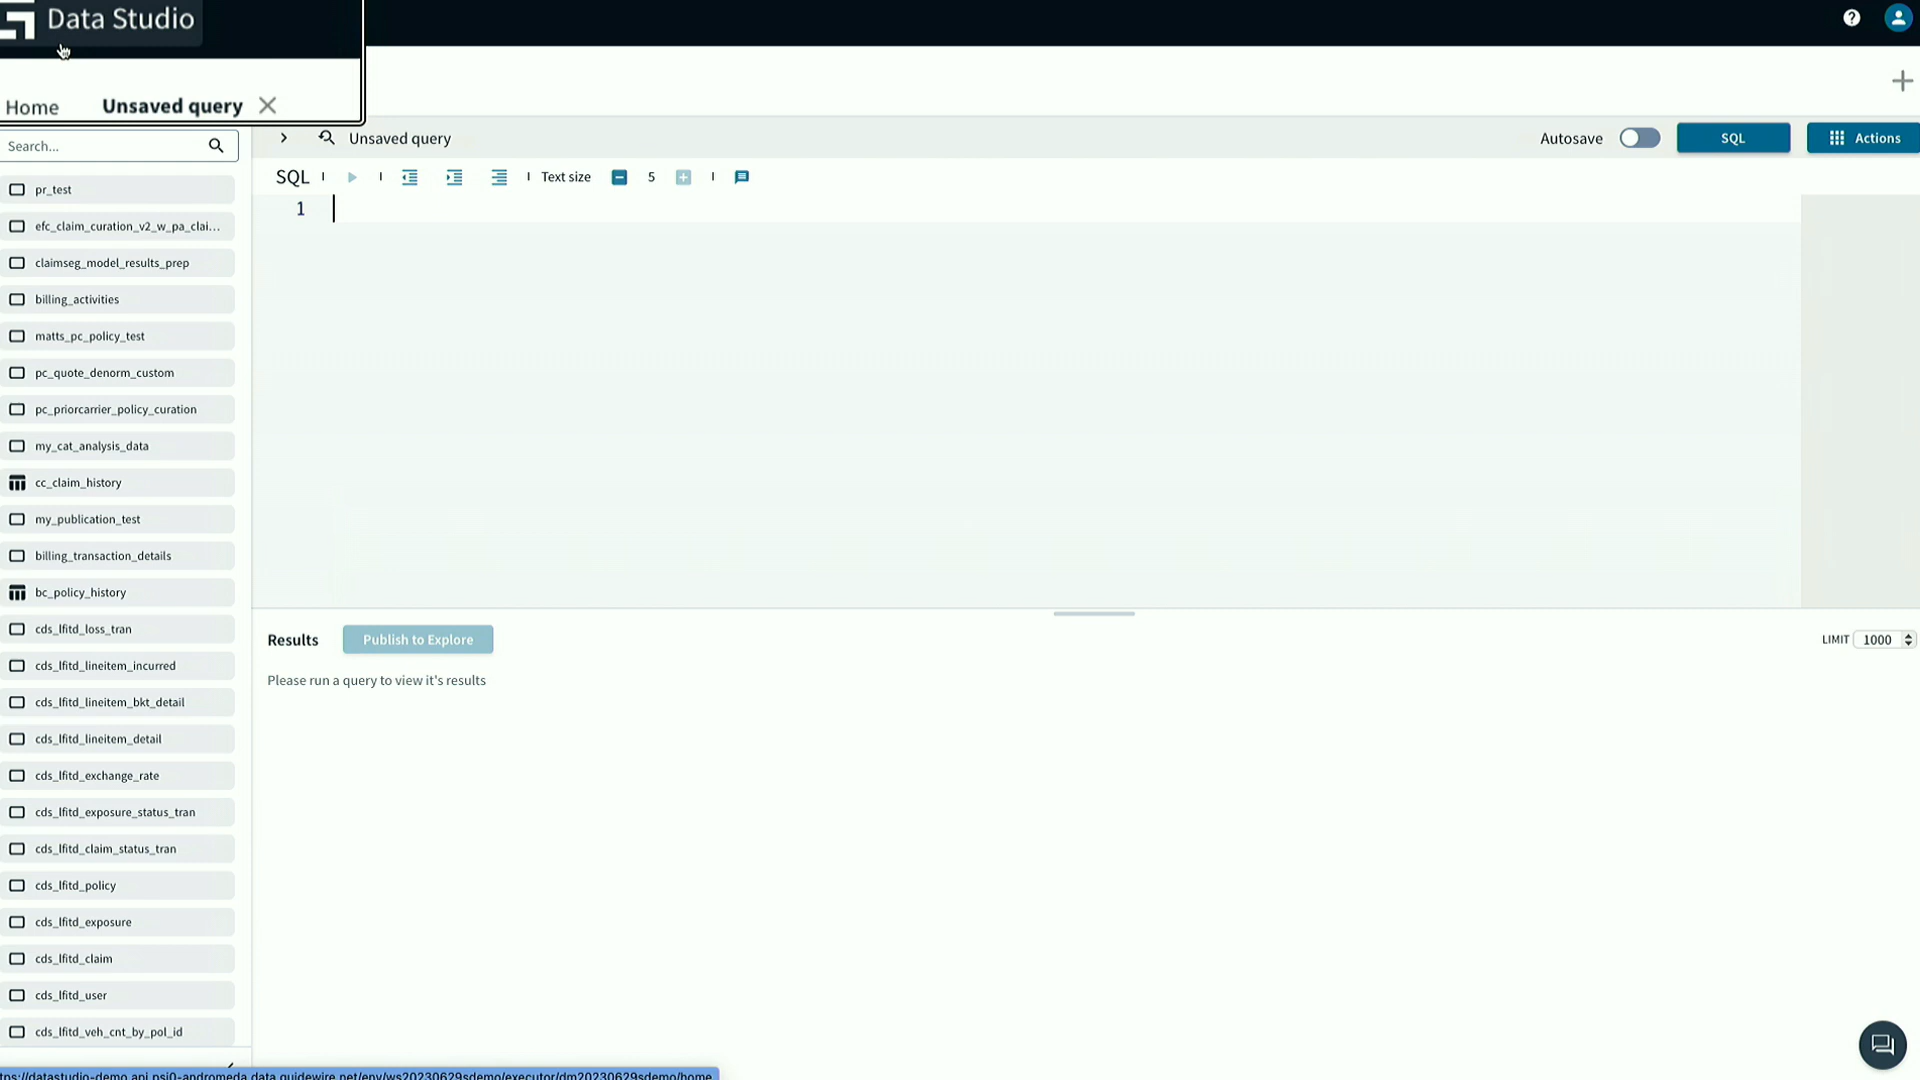 Data Studio
Home Unsaved query
Search...
Unsaved query
Autosave
SQL
Actions
SQL Text size 5
1
pr_test
efc_claim_curation_v2_w_pa_clai...
claimseg_model_results_prep
billing_activities
matts_pc_policy_test
pc_quote_denorm_custom
pc_priorcarrier_policy_curation
my_cat_analysis_data
cc_claim_history
my_publication_test
billing_transaction_details
bc_policy_history
cds_lfitd_loss_tran
cds_lfitd_lineitem_incurred
cds_lfitd_lineitem_bkt_detail
cds_lfitd_lineitem_detail
cds_lfitd_exchange_rate
cds_lfitd_exposure_status_tran
cds_lfitd_claim_status_tran
cds_lfitd_policy
cds_lfitd_exposure
cds_lfitd_claim
cds_lfitd_user
cds_lfitd_veh_cnt_by_pol_id
Results Publish to Explore
LIMIT 1000
Please run a query to view it's results